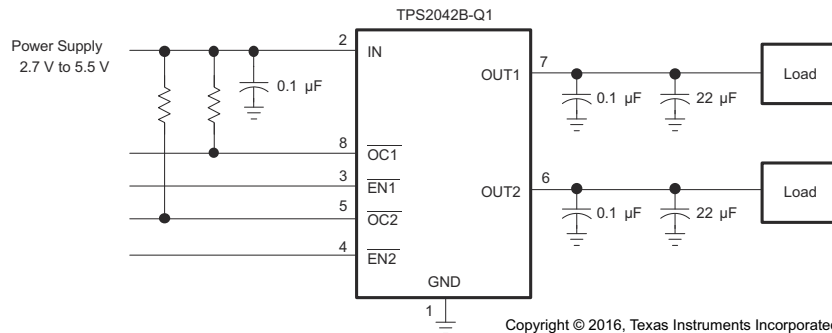 TPS2042B-Q1
Power Supply
2.7 V to 5.5 V
2
IN
0.1 µF
7
OUT1
0.1 µF
22 µF
Load
8
OC1
3
EN1
5
OC2
4
EN2
6
OUT2
0.1 µF
22 µF
Load
GND
1
Copyright © 2016, Texas Instruments Incorporated